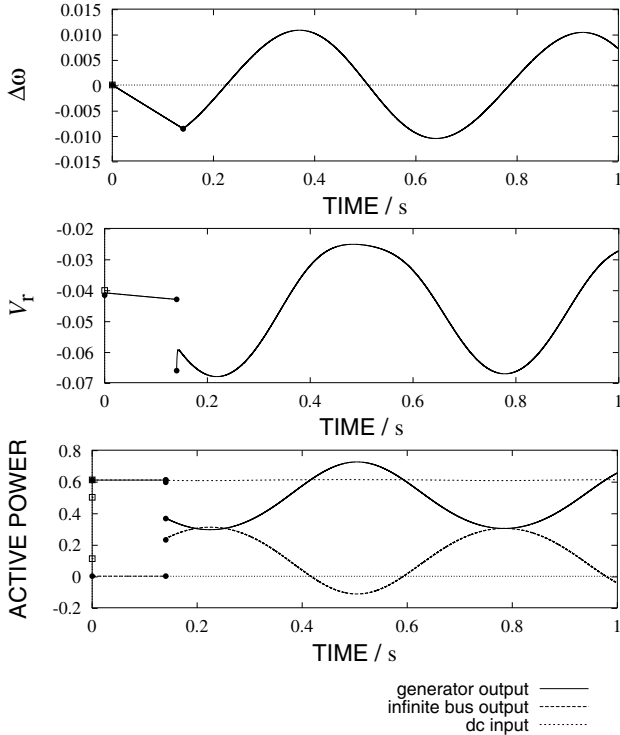 0.015
0.010
0.005
0
-0.005
-0.010
-0.015
Δω
0 0.2 0.4 0.6 0.8 1
TIME / s
-0.02
-0.03
-0.04
-0.05
-0.06
-0.07
Vr
0 0.2 0.4 0.6 0.8 1
TIME / s
0.8
0.6
0.4
0.2
0
-0.2
ACTIVE POWER
0 0.2 0.4 0.6 0.8 1
TIME / s
generator output
infinite bus output
dc input